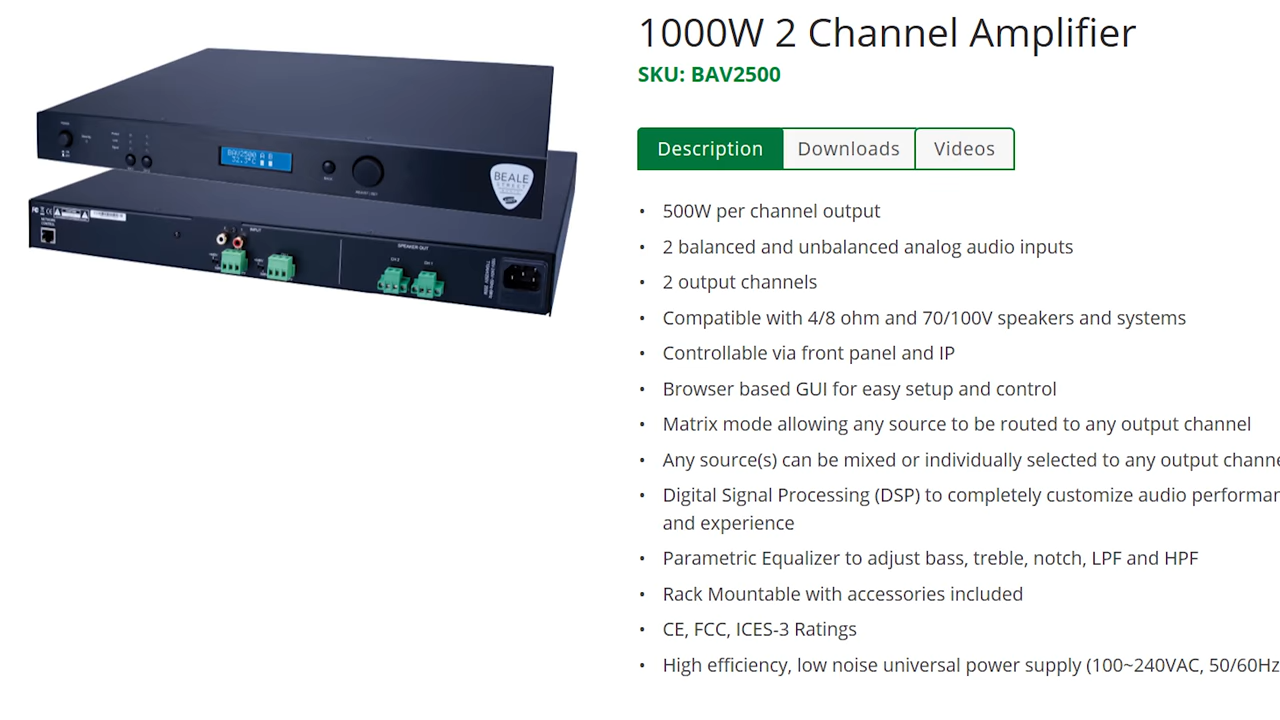 1000W 2 Channel Amplifier
SKU: BAV2500
Description Downloads Videos
• 500W per channel output
• 2 balanced and unbalanced analog audio inputs
• 2 output channels
• Compatible with 4/8 ohm and 70/100V speakers and systems
• Controllable via front panel and IP
• Browser based GUI for easy setup and control
• Matrix mode allowing any source to be routed to any output channel
• Any source(s) can be mixed or individually selected to any output channe
• Digital Signal Processing (DSP) to completely customize audio performan
and experience
• Parametric Equalizer to adjust bass, treble, notch, LPF and HPF
• Rack Mountable with accessories included
• CE, FCC, ICES-3 Ratings
• High efficiency, low noise universal power supply (100~240VAC, 50/60Hz
BAV2500 A B
BEALE
STREET
INPUT
SPEAKER OUT